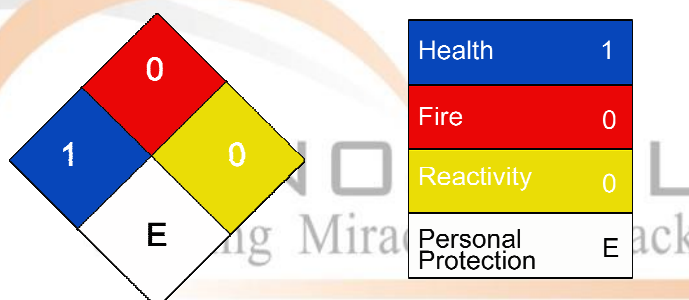 0
1
0
E
Health 1
Fire 0
Reactivity 0
Personal
Protection E